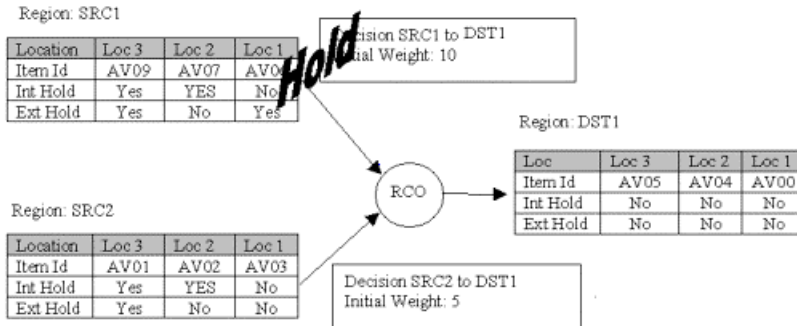 Region: SRC1
Location Loc 3 Loc 2 Loc 1
Item Id AV09 AV07
Int Hold Yes YES No
Ext Hold Yes No Yes
Hold
SRC1 to DST1
Weight: 10
Region: DST1
Loc Loc 3 Loc 2 Loc 1
Item Id AV05 AV04 AV00
Int Hold No No No
Ext Hold No No No
RCO
Region: SRC2
Location Loc 3 Loc 2 Loc 1
Item Id AV01 AV02 AV03
Int Hold Yes YES No
Ext Hold Yes No No
Decision SRC2 to DST1
Initial Weight: 5